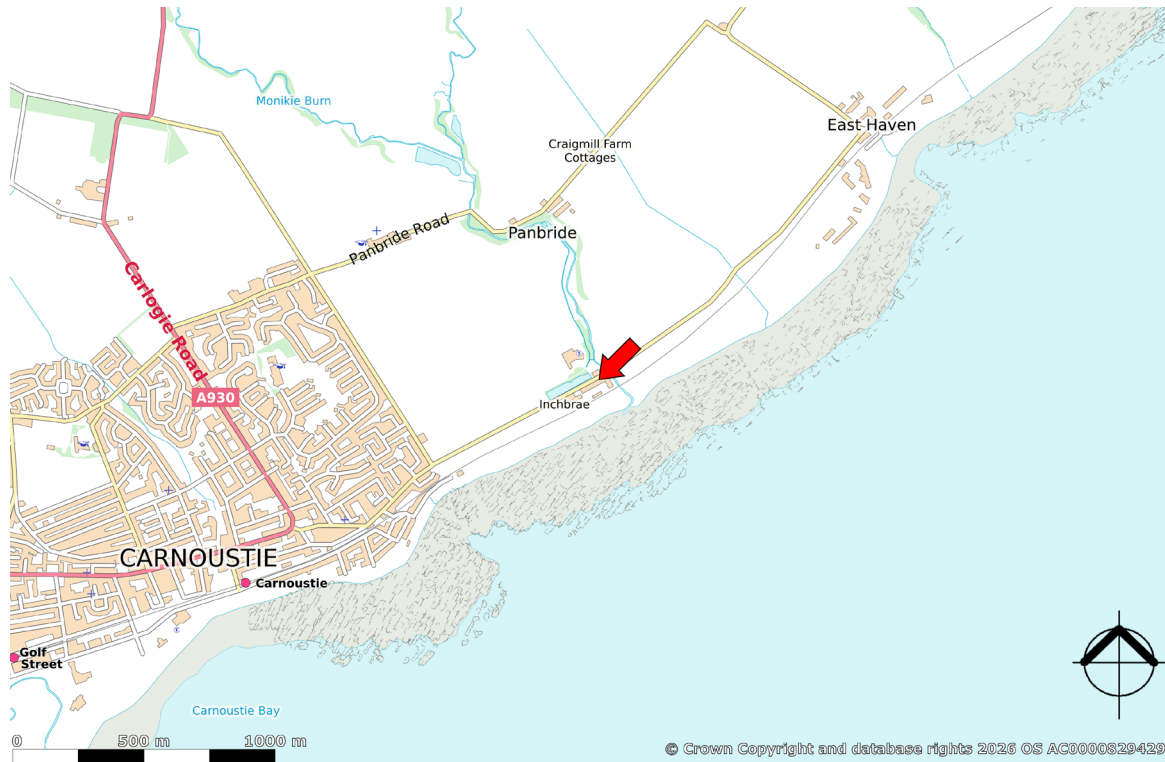 Monikie Burn
East Haven
Craigmill Farm
Cottages
Panbride Road
Panbride
Carlogie Road
A930
Inchbrae
CARNOUSTIE
Carnoustie
Golf
Street
Carnoustie Bay
0 500 m 1000 m
© Crown Copyright and database rights 2026 OS AC0000829429